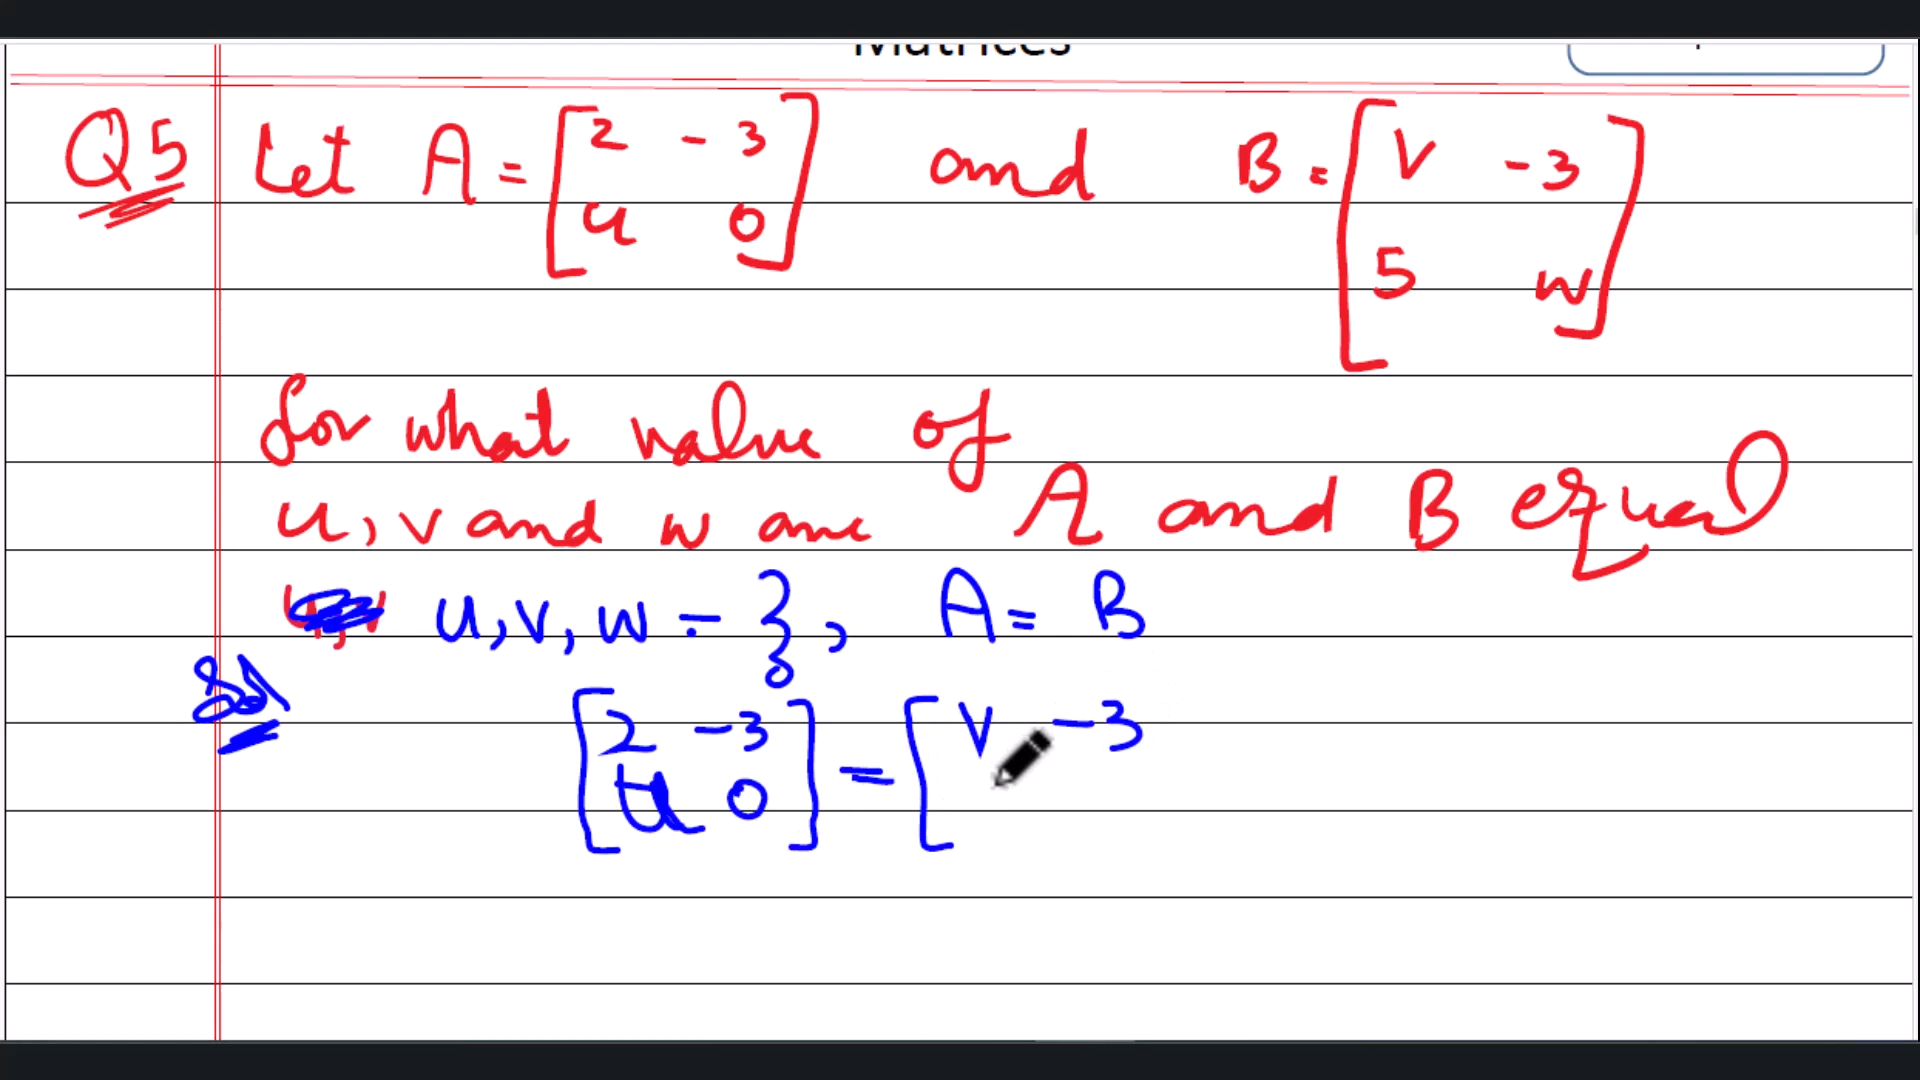 Matrices
Q5 Let A = [2 -3
u 0] and B = [v -3
5 w]
for what value of
u, v and w are A and B equal
u, v u, v, w = ?, A = B
Sol
[2 -3
u 0] = [v -3